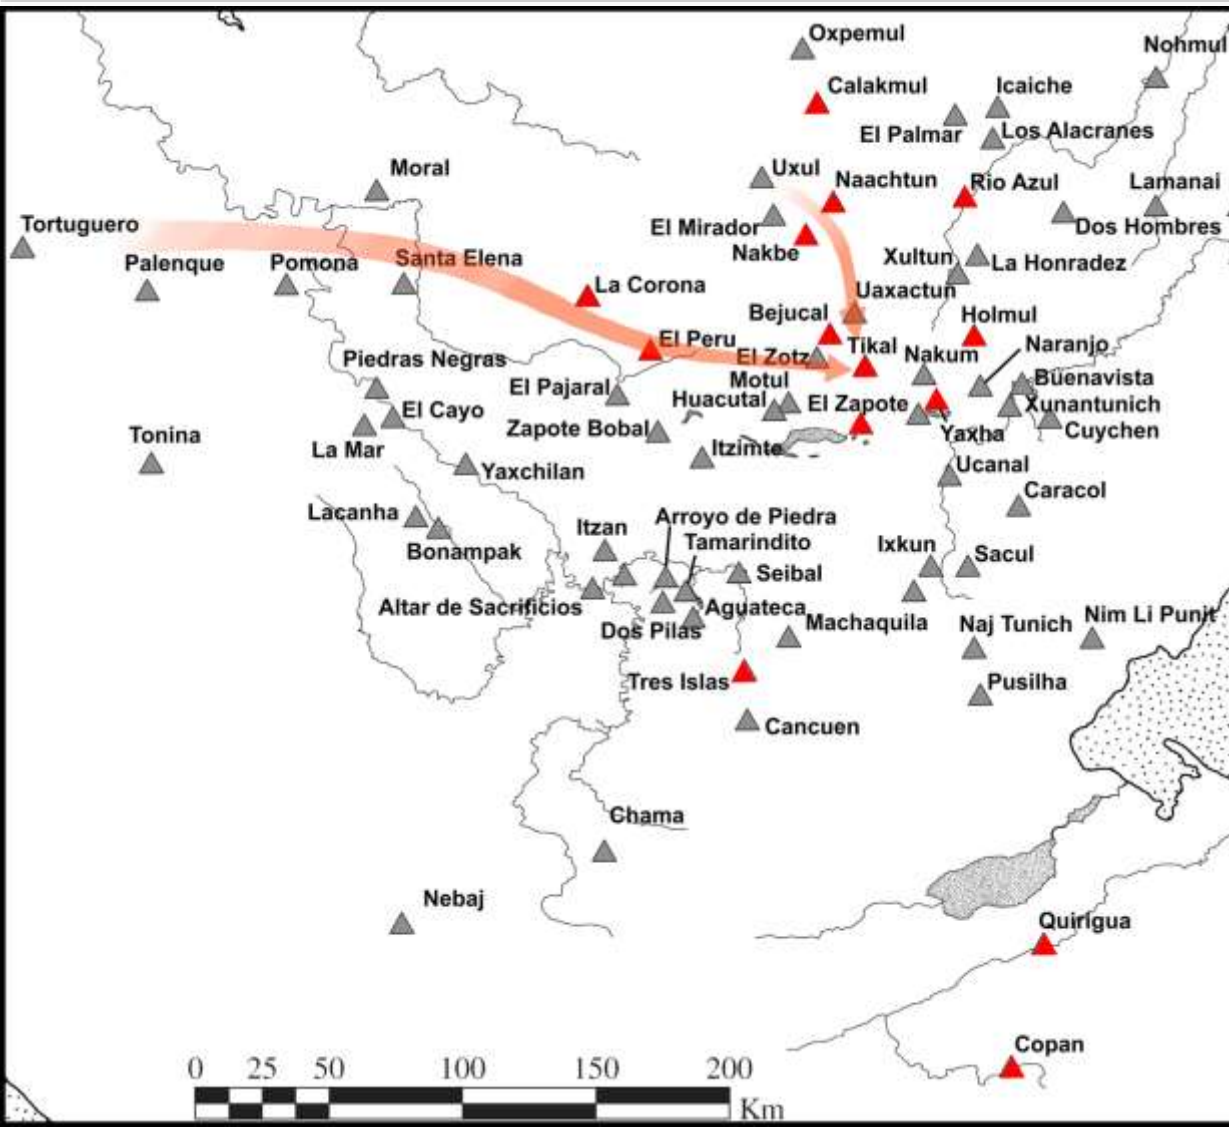 Oxpemul
Nohmul
Calakmul
Icaiche
El Palmar
Los Alacranes
Moral
Uxul
Naachtun
Rio Azul
Lamanai
Tortuguero
El Mirador
Dos Hombres
Nakbe
Palenque
Pomona
Santa Elena
Xultun
La Honradez
La Corona
Uaxactun
Bejucal
Holmul
El Peru
El Zotz
Tikal
Nakum
Naranjo
Piedras Negras
El Pajaral
Motul
Buenavista
Huacutal
El Zapote
Xunantunich
El Cayo
Zapote Bobal
Yaxha
Cuychen
Tonina
La Mar
Itzimte
Yaxchilan
Ucanal
Caracol
Lacanha
Itzan
Arroyo de Piedra
Bonampak
Tamarindito
Ixkun
Sacul
Seibal
Altar de Sacrificios
Aguateca
Dos Pilas
Machaquila
Naj Tunich
Nim Li Punit
Tres Islas
Pusilha
Cancuen
Chama
Nebaj
Quirigua
Copan
0 25 50 100 150 200
Km